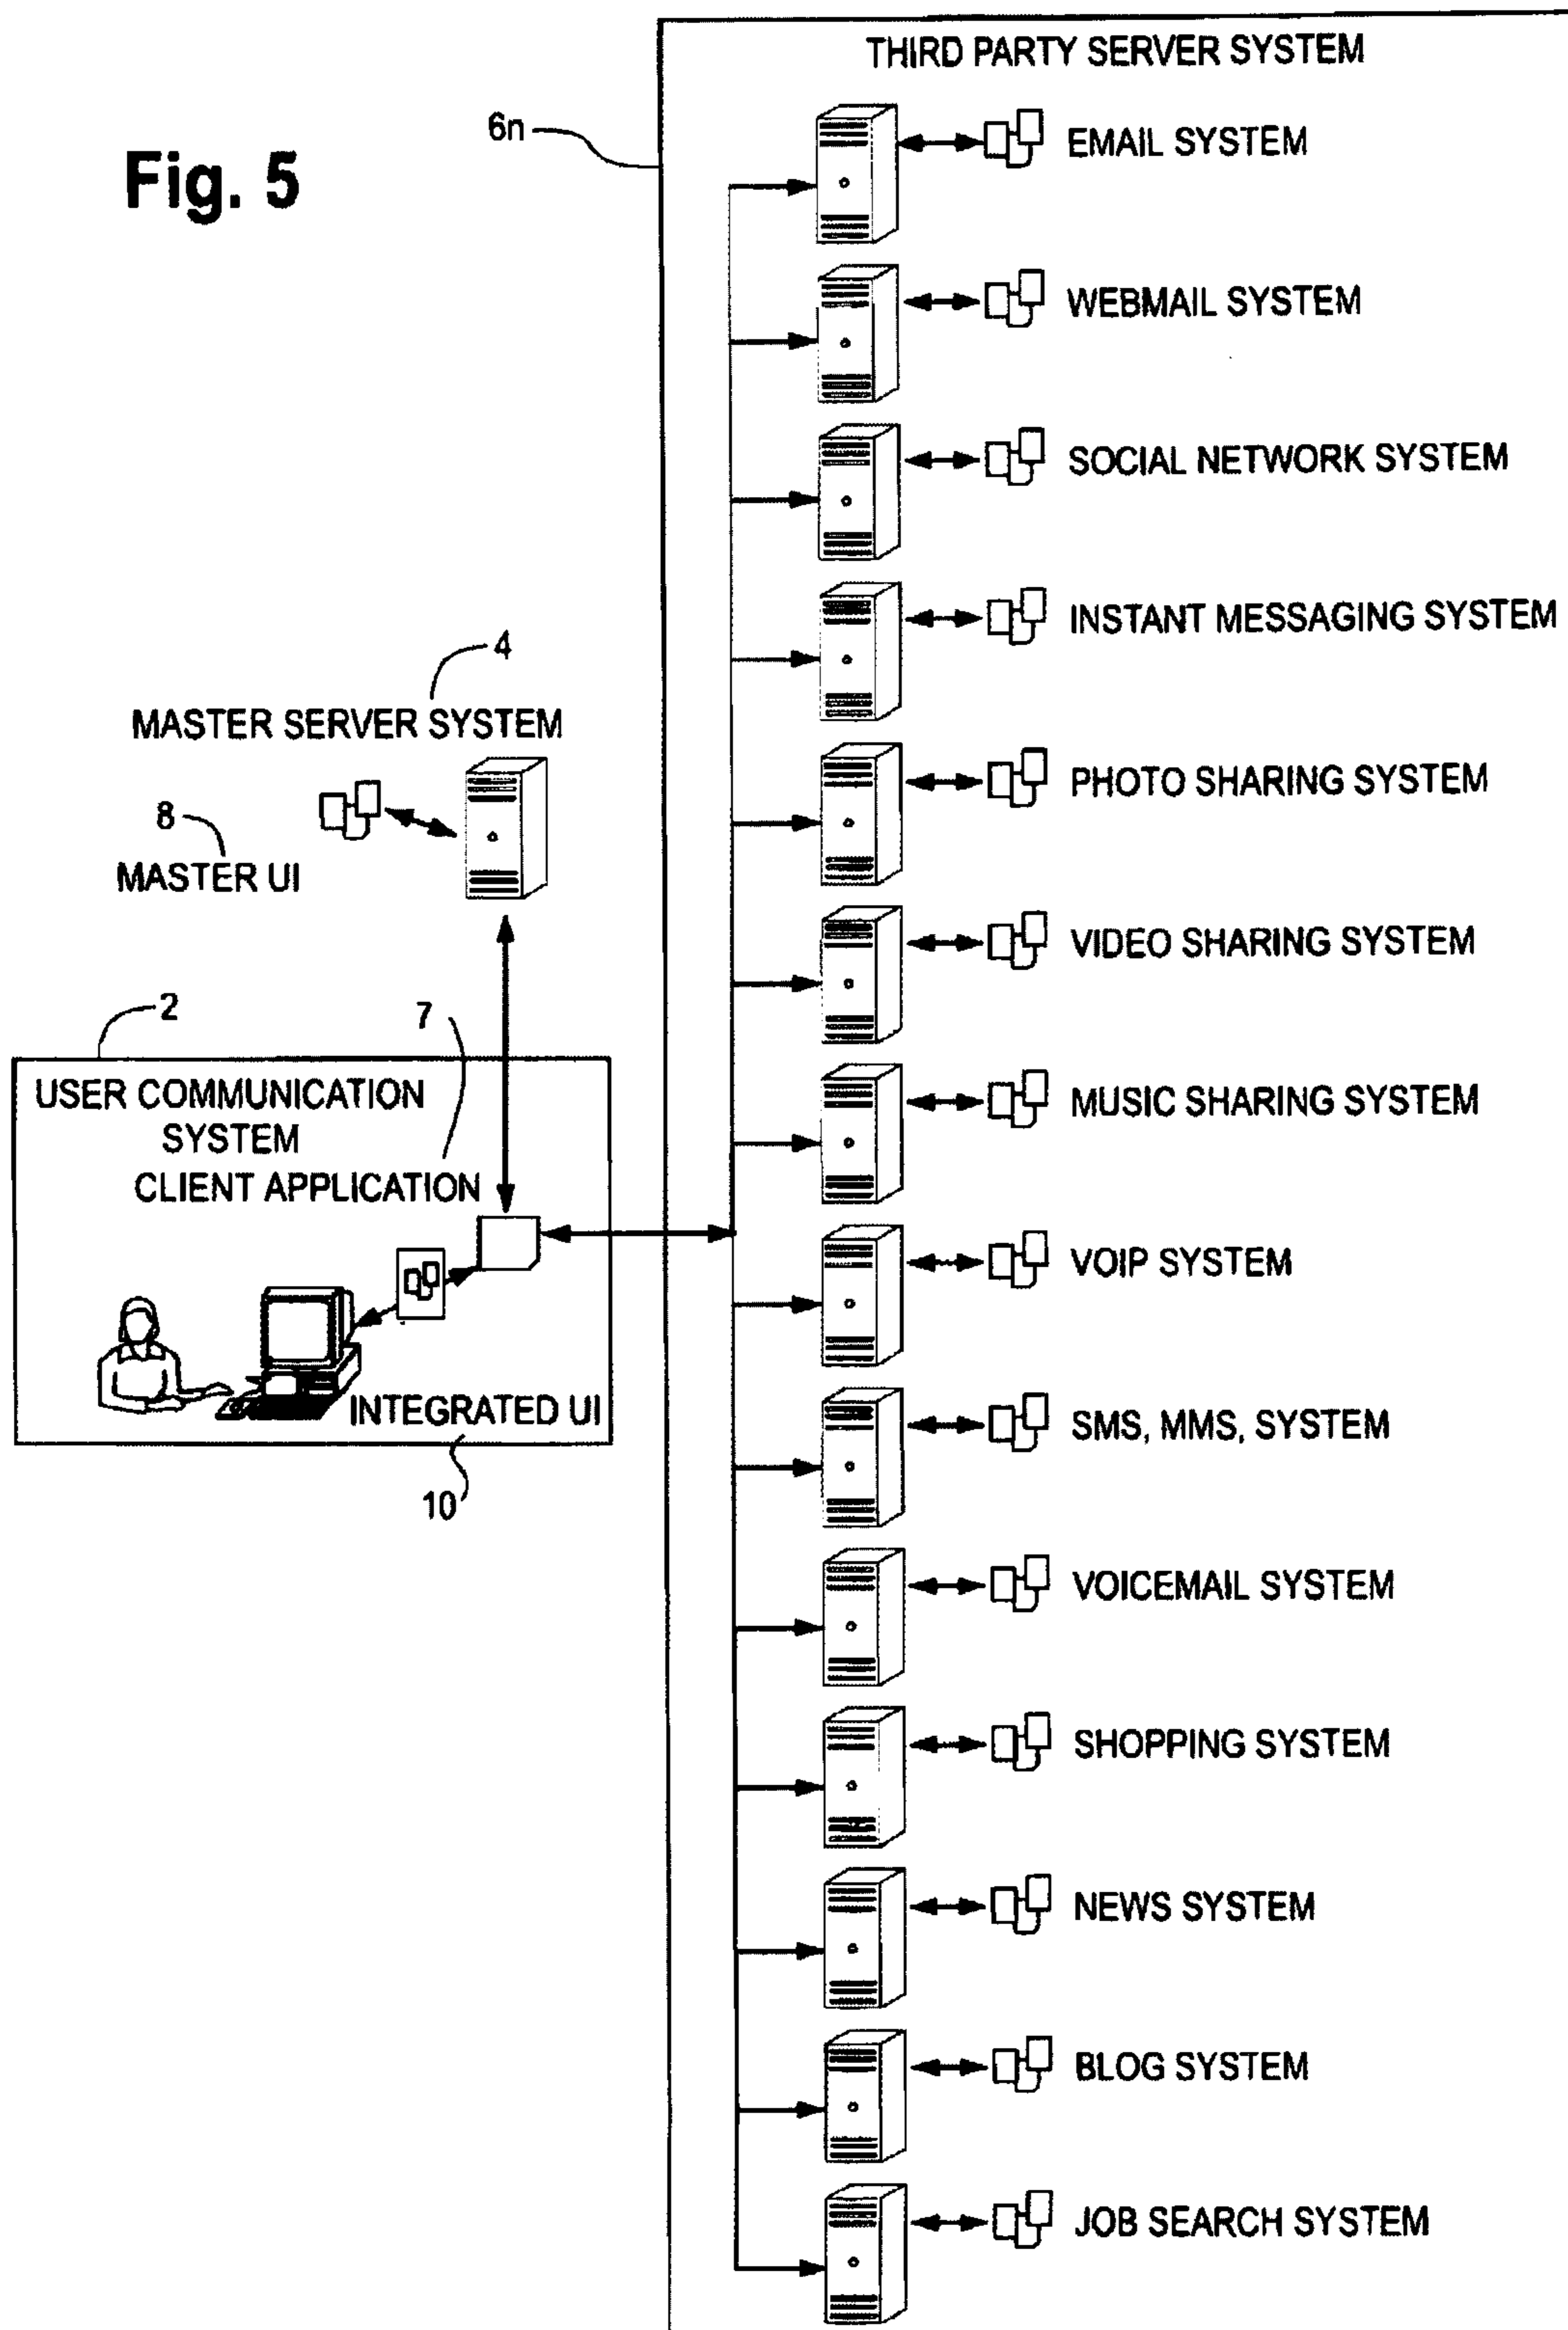 THIRD PARTY SERVER SYSTEM
6n
Fig. 5
EMAIL SYSTEM
WEBMAIL SYSTEM
SOCIAL NETWORK SYSTEM
INSTANT MESSAGING SYSTEM
4
MASTER SERVER SYSTEM
8
MASTER UI
PHOTO SHARING SYSTEM
VIDEO SHARING SYSTEM
2
7
USER COMMUNICATION
SYSTEM
CLIENT APPLICATION
INTEGRATED UI
10
MUSIC SHARING SYSTEM
VOIP SYSTEM
SMS, MMS, SYSTEM
VOICEMAIL SYSTEM
SHOPPING SYSTEM
NEWS SYSTEM
BLOG SYSTEM
JOB SEARCH SYSTEM